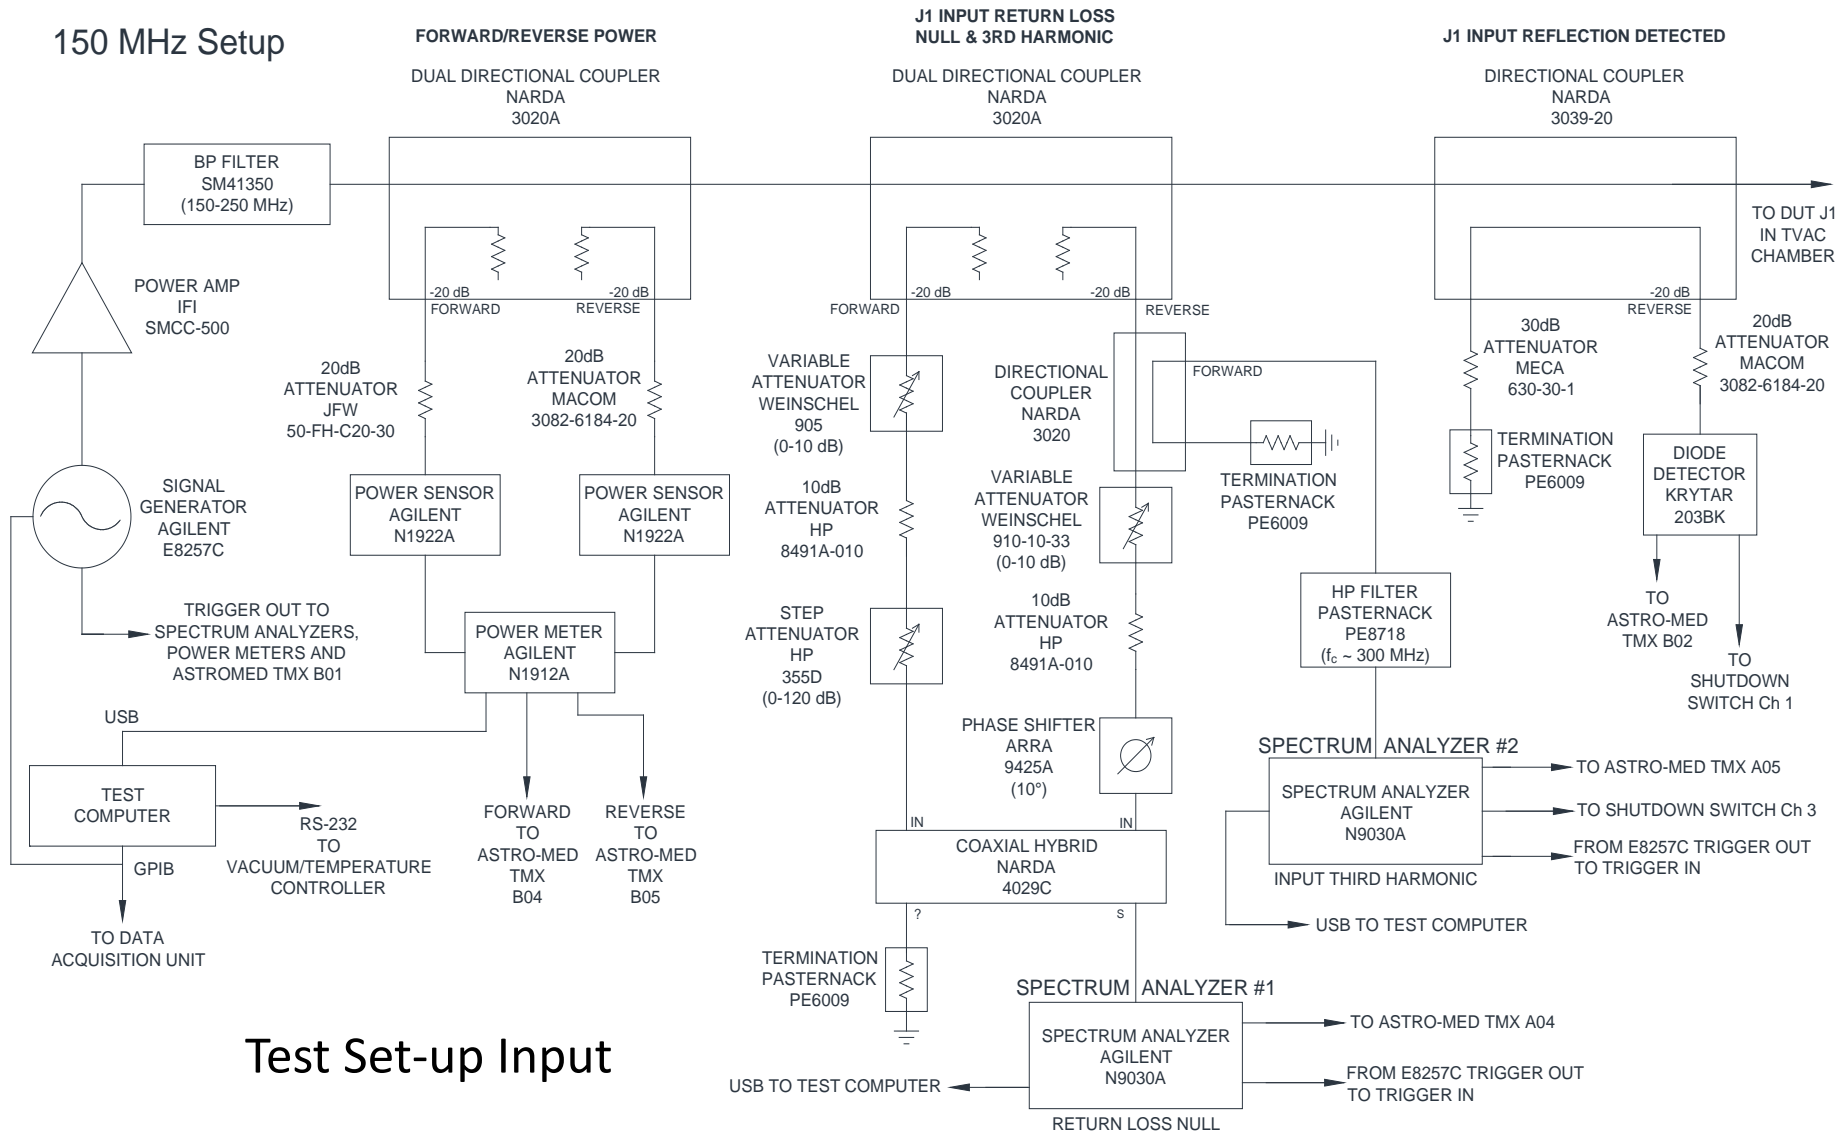 150 MHz Setup
FORWARD/REVERSE POWER
DUAL DIRECTIONAL COUPLER
NARDA
3020A
J1 INPUT RETURN LOSS
NULL & 3RD HARMONIC
DUAL DIRECTIONAL COUPLER
NARDA
3020A
J1 INPUT REFLECTION DETECTED
DIRECTIONAL COUPLER
NARDA
3039-20
BP FILTER
SM41350
(150-250 MHz)
TO DUT J1
IN TVAC
CHAMBER
POWER AMP
IFI
SMCC-500
-20 dB
FORWARD
-20 dB
REVERSE
FORWARD
-20 dB
-20 dB
REVERSE
-20 dB
REVERSE
20dB
ATTENUATOR
JFW
50-FH-C20-30
20dB
ATTENUATOR
MACOM
3082-6184-20
VARIABLE
ATTENUATOR
WEINSCHEL
905
(0-10 dB)
DIRECTIONAL
COUPLER
NARDA
3020
FORWARD
30dB
ATTENUATOR
MECA
630-30-1
20dB
ATTENUATOR
MACOM
3082-6184-20
TERMINATION
PASTERNACK
PE6009
TERMINATION
PASTERNACK
PE6009
DIODE
DETECTOR
KRYTAR
203BK
SIGNAL
GENERATOR
AGILENT
E8257C
POWER SENSOR
AGILENT
N1922A
POWER SENSOR
AGILENT
N1922A
10dB
ATTENUATOR
HP
8491A-010
VARIABLE
ATTENUATOR
WEINSCHEL
910-10-33
(0-10 dB)
HP FILTER
PASTERNACK
PE8718
(fc ~ 300 MHz)
TO
ASTRO-MED
TMX B02
TO
SHUTDOWN
SWITCH Ch 1
TRIGGER OUT TO
SPECTRUM ANALYZERS,
POWER METERS AND
ASTROMED TMX B01
POWER METER
AGILENT
N1912A
STEP
ATTENUATOR
HP
355D
(0-120 dB)
10dB
ATTENUATOR
HP
8491A-010
USB
PHASE SHIFTER
ARRA
9425A
(10°)
SPECTRUM ANALYZER #2
SPECTRUM ANALYZER
AGILENT
N9030A
INPUT THIRD HARMONIC
TO ASTRO-MED TMX A05
TO SHUTDOWN SWITCH Ch 3
FROM E8257C TRIGGER OUT
TO TRIGGER IN
USB TO TEST COMPUTER
TEST
COMPUTER
RS-232
TO
VACUUM/TEMPERATURE
CONTROLLER
GPIB
TO DATA
ACQUISITION UNIT
FORWARD
TO
ASTRO-MED
TMX
B04
REVERSE
TO
ASTRO-MED
TMX
B05
IN
IN
COAXIAL HYBRID
NARDA
4029C
?
S
TERMINATION
PASTERNACK
PE6009
SPECTRUM ANALYZER #1
SPECTRUM ANALYZER
AGILENT
N9030A
RETURN LOSS NULL
TO ASTRO-MED TMX A04
FROM E8257C TRIGGER OUT
TO TRIGGER IN
USB TO TEST COMPUTER
Test Set-up Input